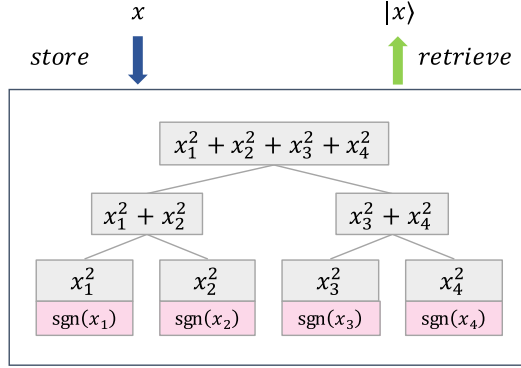 x |x⟩
store retrieve
x₁² + x₂² + x₃² + x₄²
x₁² + x₂² x₃² + x₄²
x₁² x₂² x₃² x₄²
sgn(x₁) sgn(x₂) sgn(x₃) sgn(x₄)